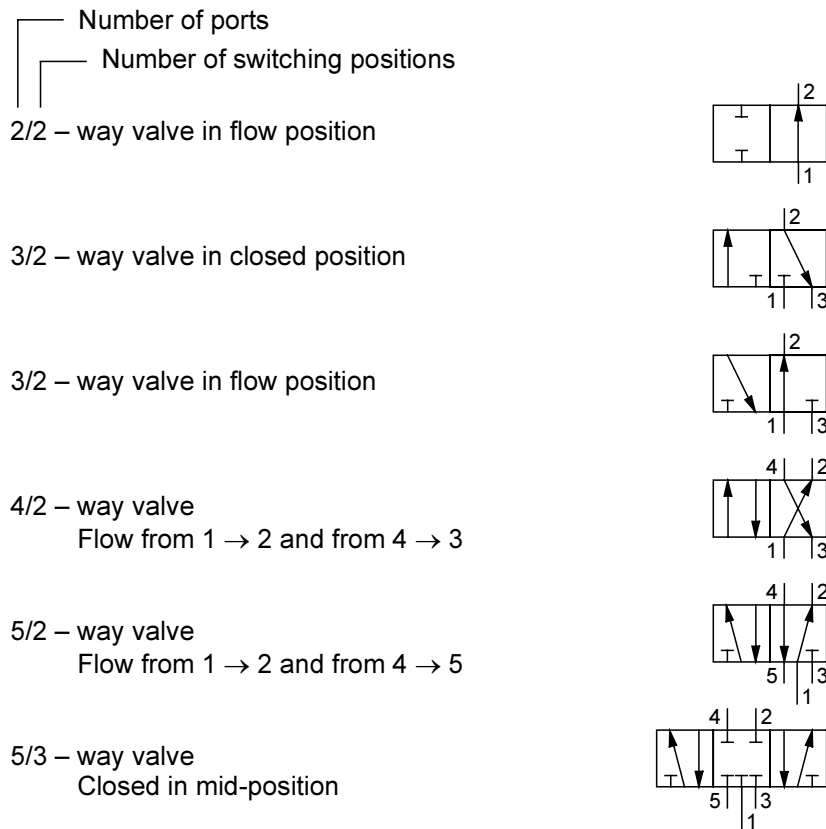 Number of ports
Number of switching positions
2/2 – way valve in flow position
2
1
3/2 – way valve in closed position
2
1 3
3/2 – way valve in flow position
2
1 3
4/2 – way valve
Flow from 1 → 2 and from 4 → 3
4 2
1 3
5/2 – way valve
Flow from 1 → 2 and from 4 → 5
4 2
5 3
1
5/3 – way valve
Closed in mid-position
4 2
5 3
1